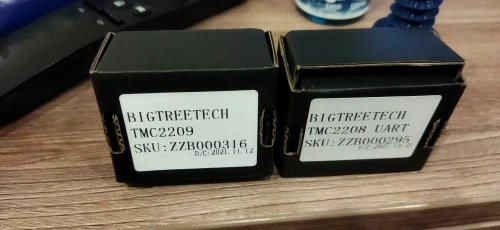 BIGTREETECH
TMC2209
SKU:ZZB000316
D/C:2021.11.12
BIGTREETECH
TMC2208 UART
SKU:ZZB000295